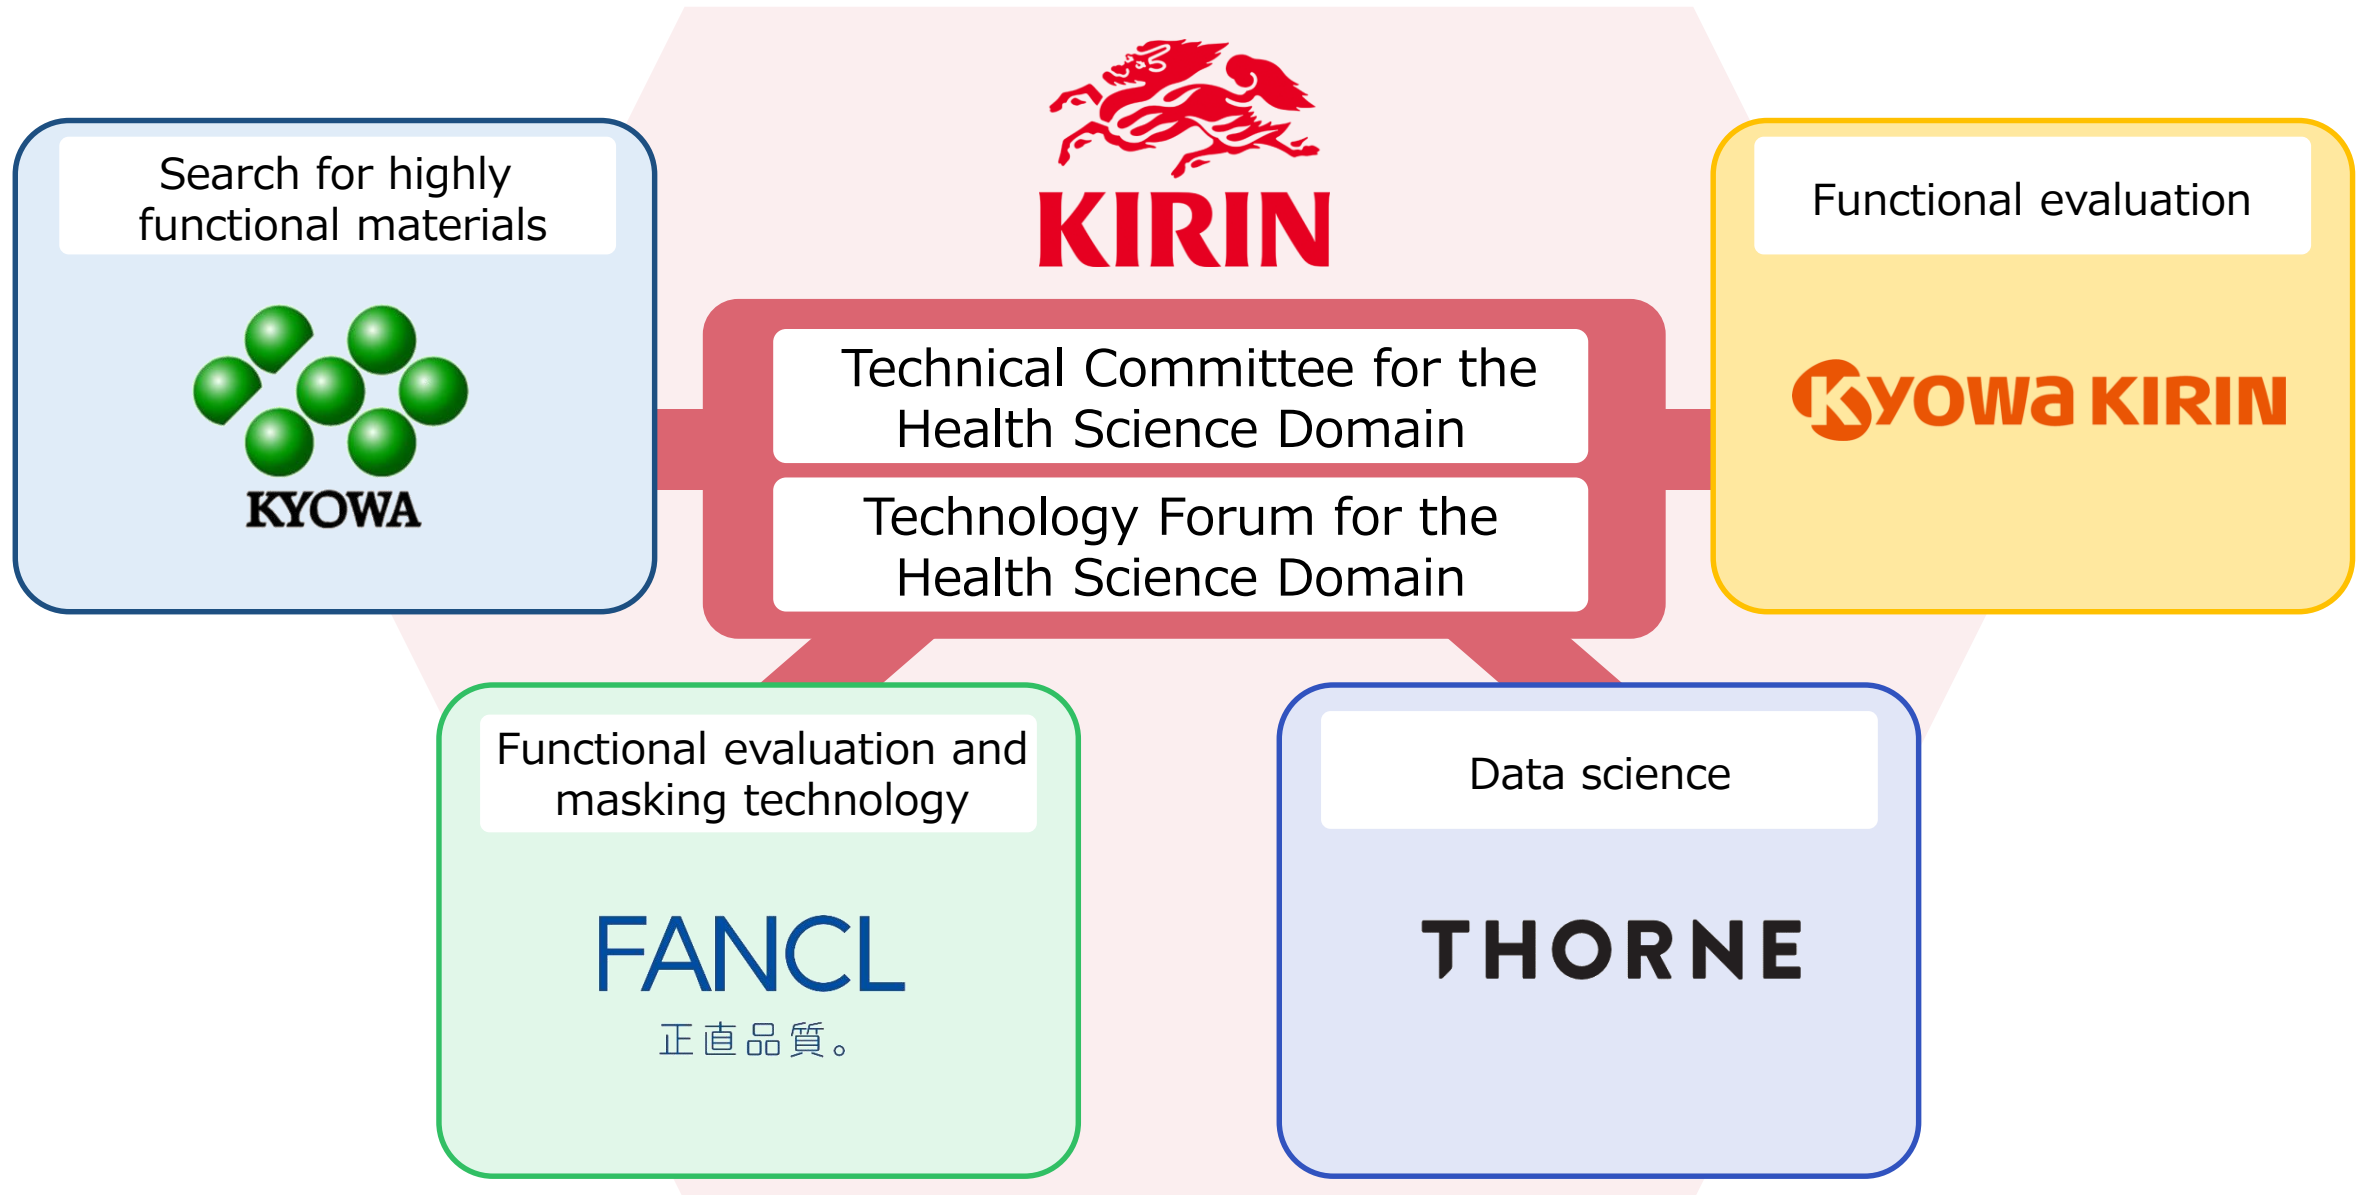 KIRIN
Search for highly
functional materials
KYOWA
Technical Committee for the
Health Science Domain
Technology Forum for the
Health Science Domain
Functional evaluation
Kyowa KIRIN
Functional evaluation and
masking technology
FANCL
正直品質。
Data science
THORNE